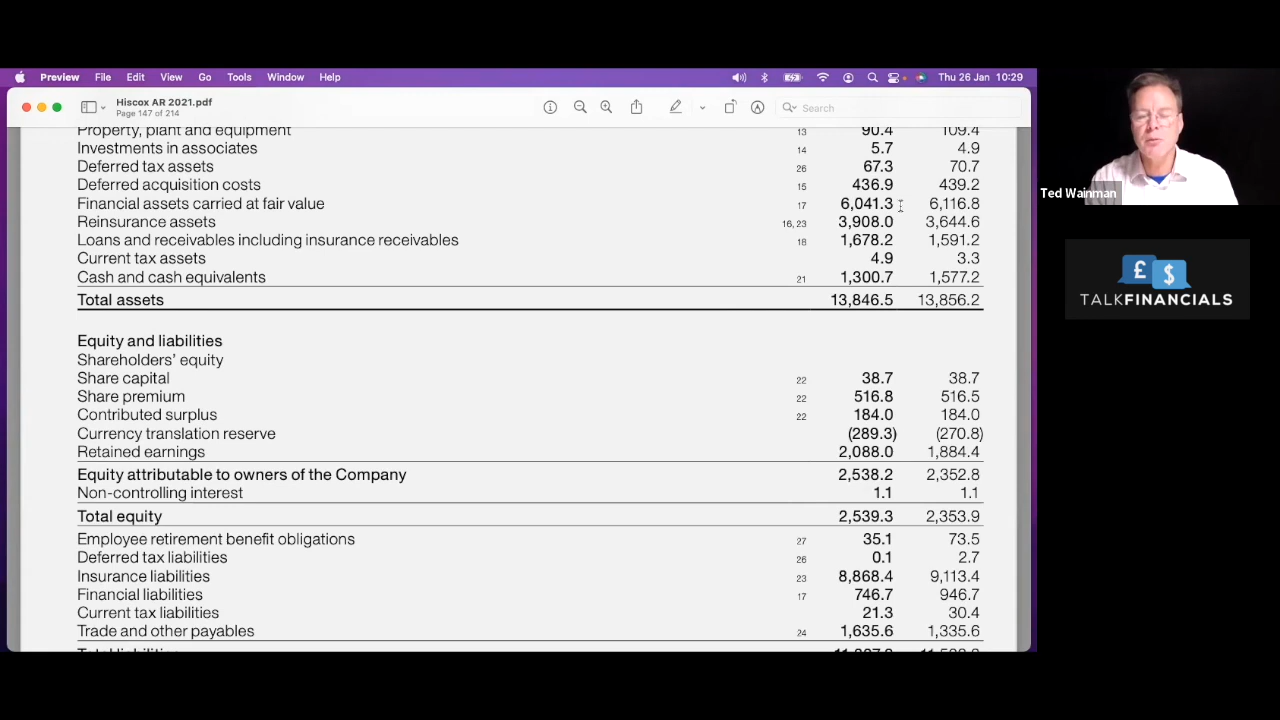 Preview File Edit View Go Tools Window Help Thu 26 Jan 10:29
Hiscox AR 2021.pdf
Page 147 of 214
Search
Property, plant and equipment 13 90.4 109.4
Investments in associates 14 5.7 4.9
Deferred tax assets 26 67.3 70.7
Deferred acquisition costs 15 436.9 439.2
Financial assets carried at fair value 17 6,041.3 6,116.8
Reinsurance assets 16, 23 3,908.0 3,644.6
Loans and receivables including insurance receivables 18 1,678.2 1,591.2
Current tax assets 4.9 3.3
Cash and cash equivalents 21 1,300.7 1,577.2
Total assets 13,846.5 13,856.2
Equity and liabilities
Shareholders' equity
Share capital 22 38.7 38.7
Share premium 22 516.8 516.5
Contributed surplus 22 184.0 184.0
Currency translation reserve (289.3) (270.8)
Retained earnings 2,088.0 1,884.4
Equity attributable to owners of the Company 2,538.2 2,352.8
Non-controlling interest 1.1 1.1
Total equity 2,539.3 2,353.9
Employee retirement benefit obligations 27 35.1 73.5
Deferred tax liabilities 26 0.1 2.7
Insurance liabilities 23 8,868.4 9,113.4
Financial liabilities 17 746.7 946.7
Current tax liabilities 21.3 30.4
Trade and other payables 24 1,635.6 1,335.6
Total liabilities
Ted Wainman
£ $
TALKFINANCIALS